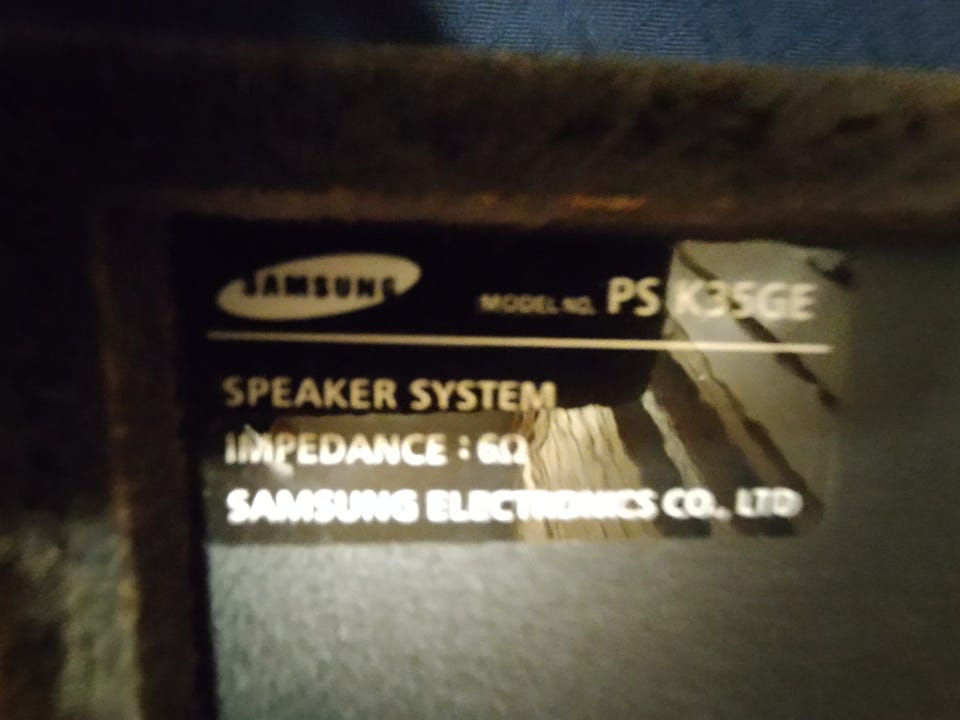 SAMSUNG MODEL NO. PS K35GE
SPEAKER SYSTEM
IMPEDANCE : 6Ω
SAMSUNG ELECTRONICS CO., LTD